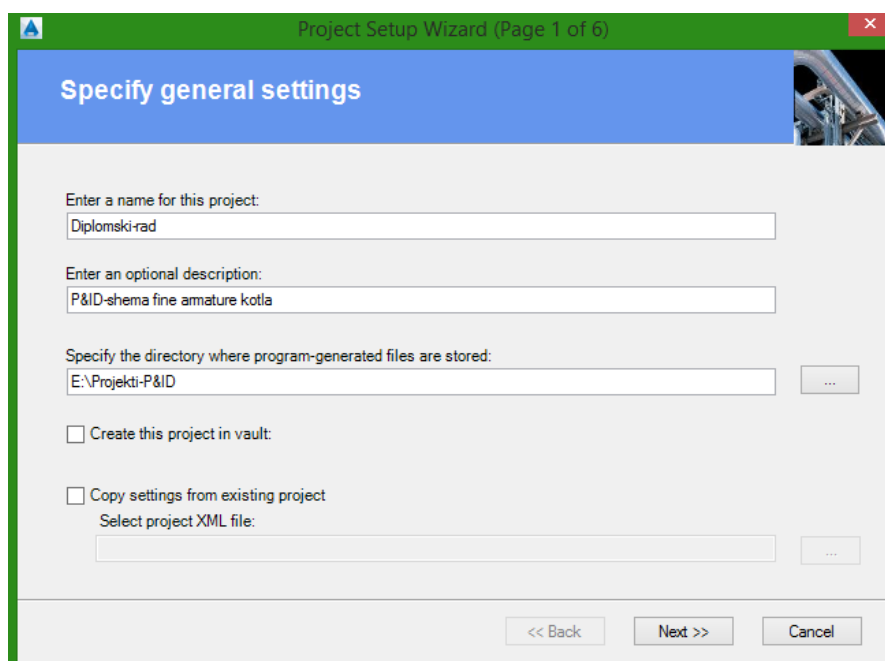 Project Setup Wizard (Page 1 of 6)
Specify general settings
Enter a name for this project:
Diplomski-rad
Enter an optional description:
P&ID-shema fine armature kotla
Specify the directory where program-generated files are stored:
E:\Projekti-P&ID
...
Create this project in vault:
Copy settings from existing project
Select project XML file:
...
<< Back
Next >>
Cancel